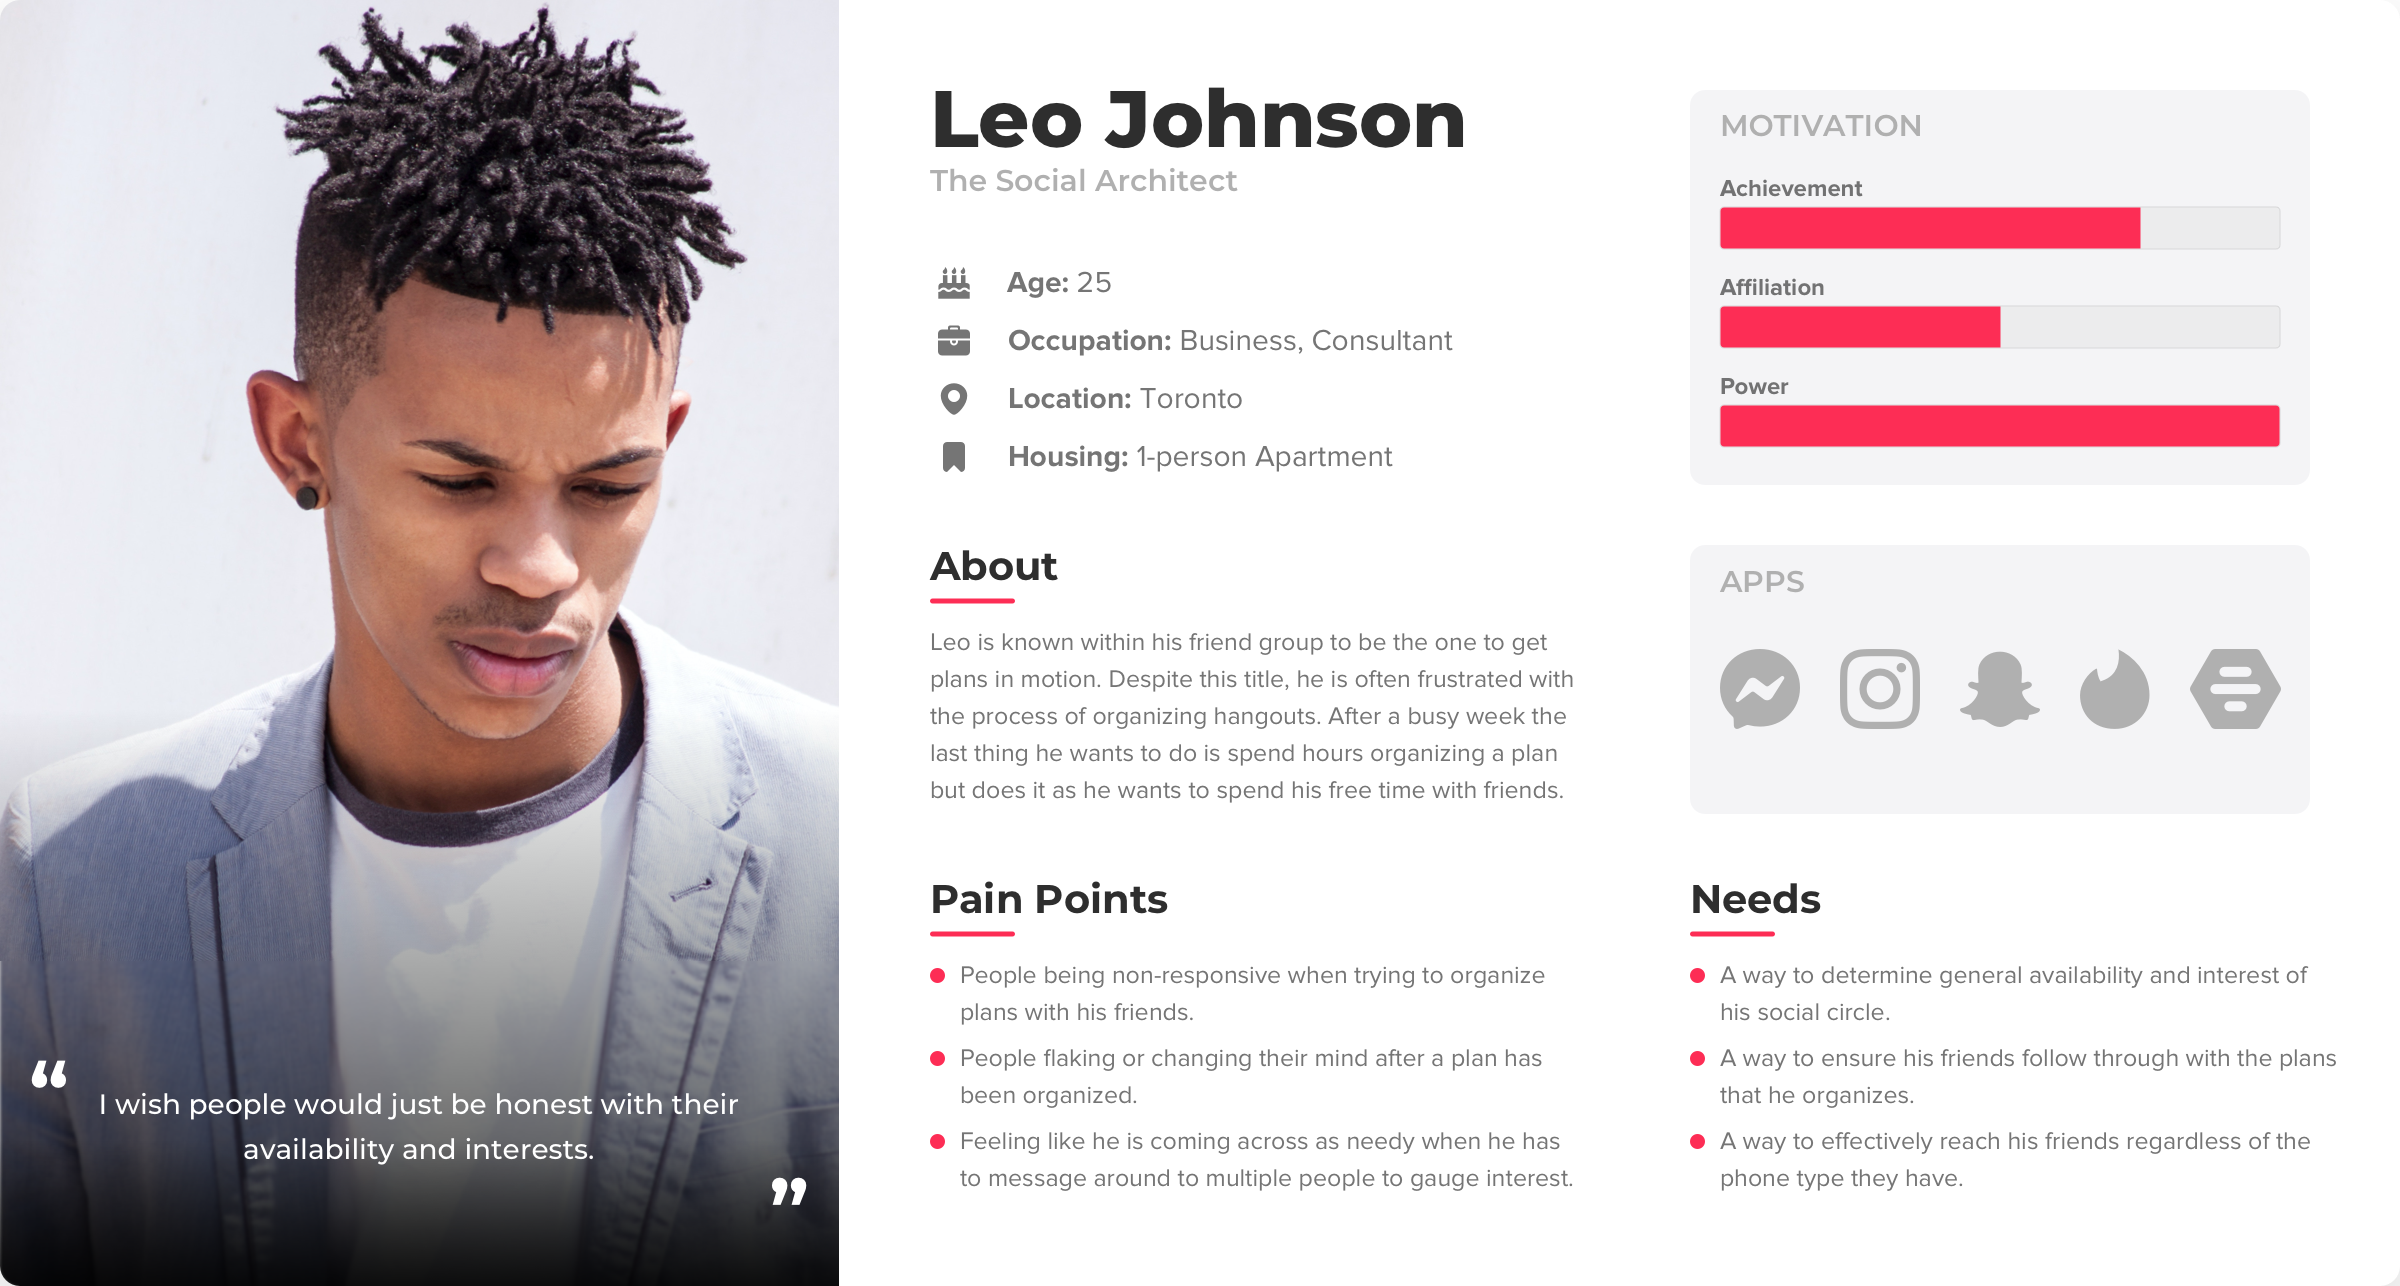 Leo Johnson
The Social Architect
Age: 25
Occupation: Business, Consultant
Location: Toronto
Housing: 1-person Apartment
About
Leo is known within his friend group to be the one to get
plans in motion. Despite this title, he is often frustrated with
the process of organizing hangouts. After a busy week the
last thing he wants to do is spend hours organizing a plan
but does it as he wants to spend his free time with friends.
Pain Points
People being non-responsive when trying to organize
plans with his friends.
People flaking or changing their mind after a plan has
been organized.
Feeling like he is coming across as needy when he has
to message around to multiple people to gauge interest.
MOTIVATION
Achievement
Affiliation
Power
APPS
Needs
A way to determine general availability and interest of
his social circle.
A way to ensure his friends follow through with the plans
that he organizes.
A way to effectively reach his friends regardless of the
phone type they have.
“ I wish people would just be honest with their
availability and interests. ”